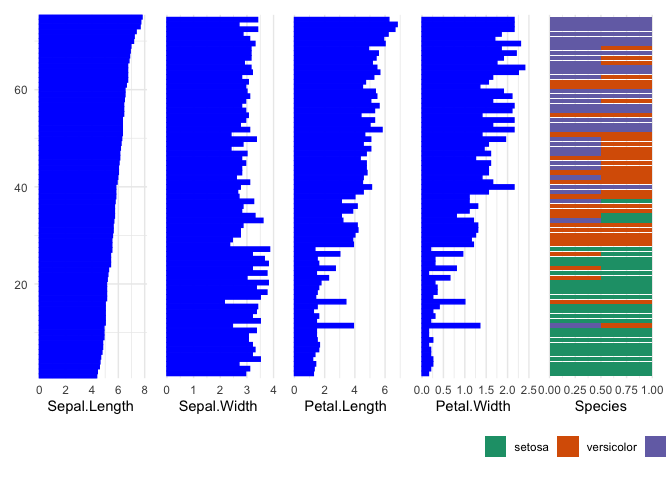 60
40
20
0 2 4 6 8
0 1 2 3 4
0 2 4 6
0.0 0.5 1.0 1.5 2.0 2.5
0.00 0.25 0.50 0.75 1.00
Sepal.Length
Sepal.Width
Petal.Length
Petal.Width
Species
setosa
versicolor